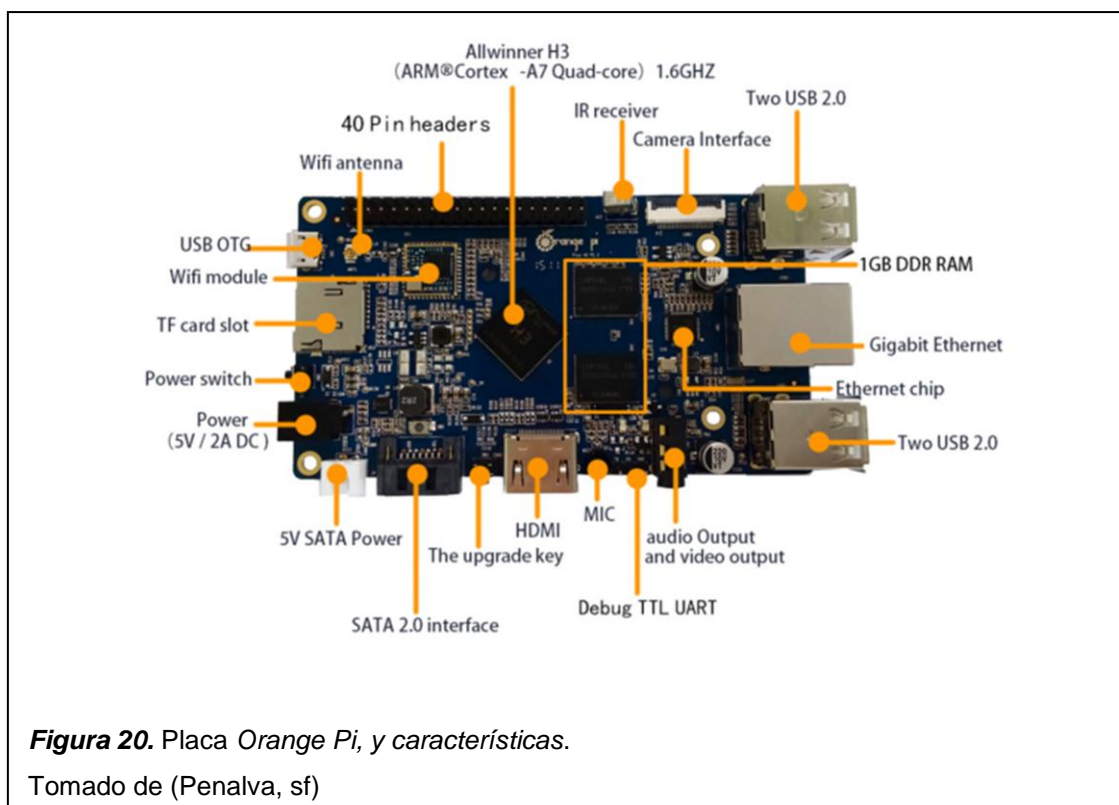 Allwinner H3
(ARM®Cortex -A7 Quad-core) 1.6GHZ
Two USB 2.0
IR receiver
40 Pin headers
Camera Interface
Wifi antenna
USB OTG
Wifi module
1GB DDR RAM
TF card slot
Gigabit Ethernet
Power switch
Ethernet chip
Power
(5V / 2A DC )
Two USB 2.0
5V SATA Power
HDMI
MIC
audio Output
and video output
The upgrade key
Debug TTL UART
SATA 2.0 interface
range pi
H3
Figura 20. Placa Orange Pi, y características.
Tomado de (Penalva, sf)